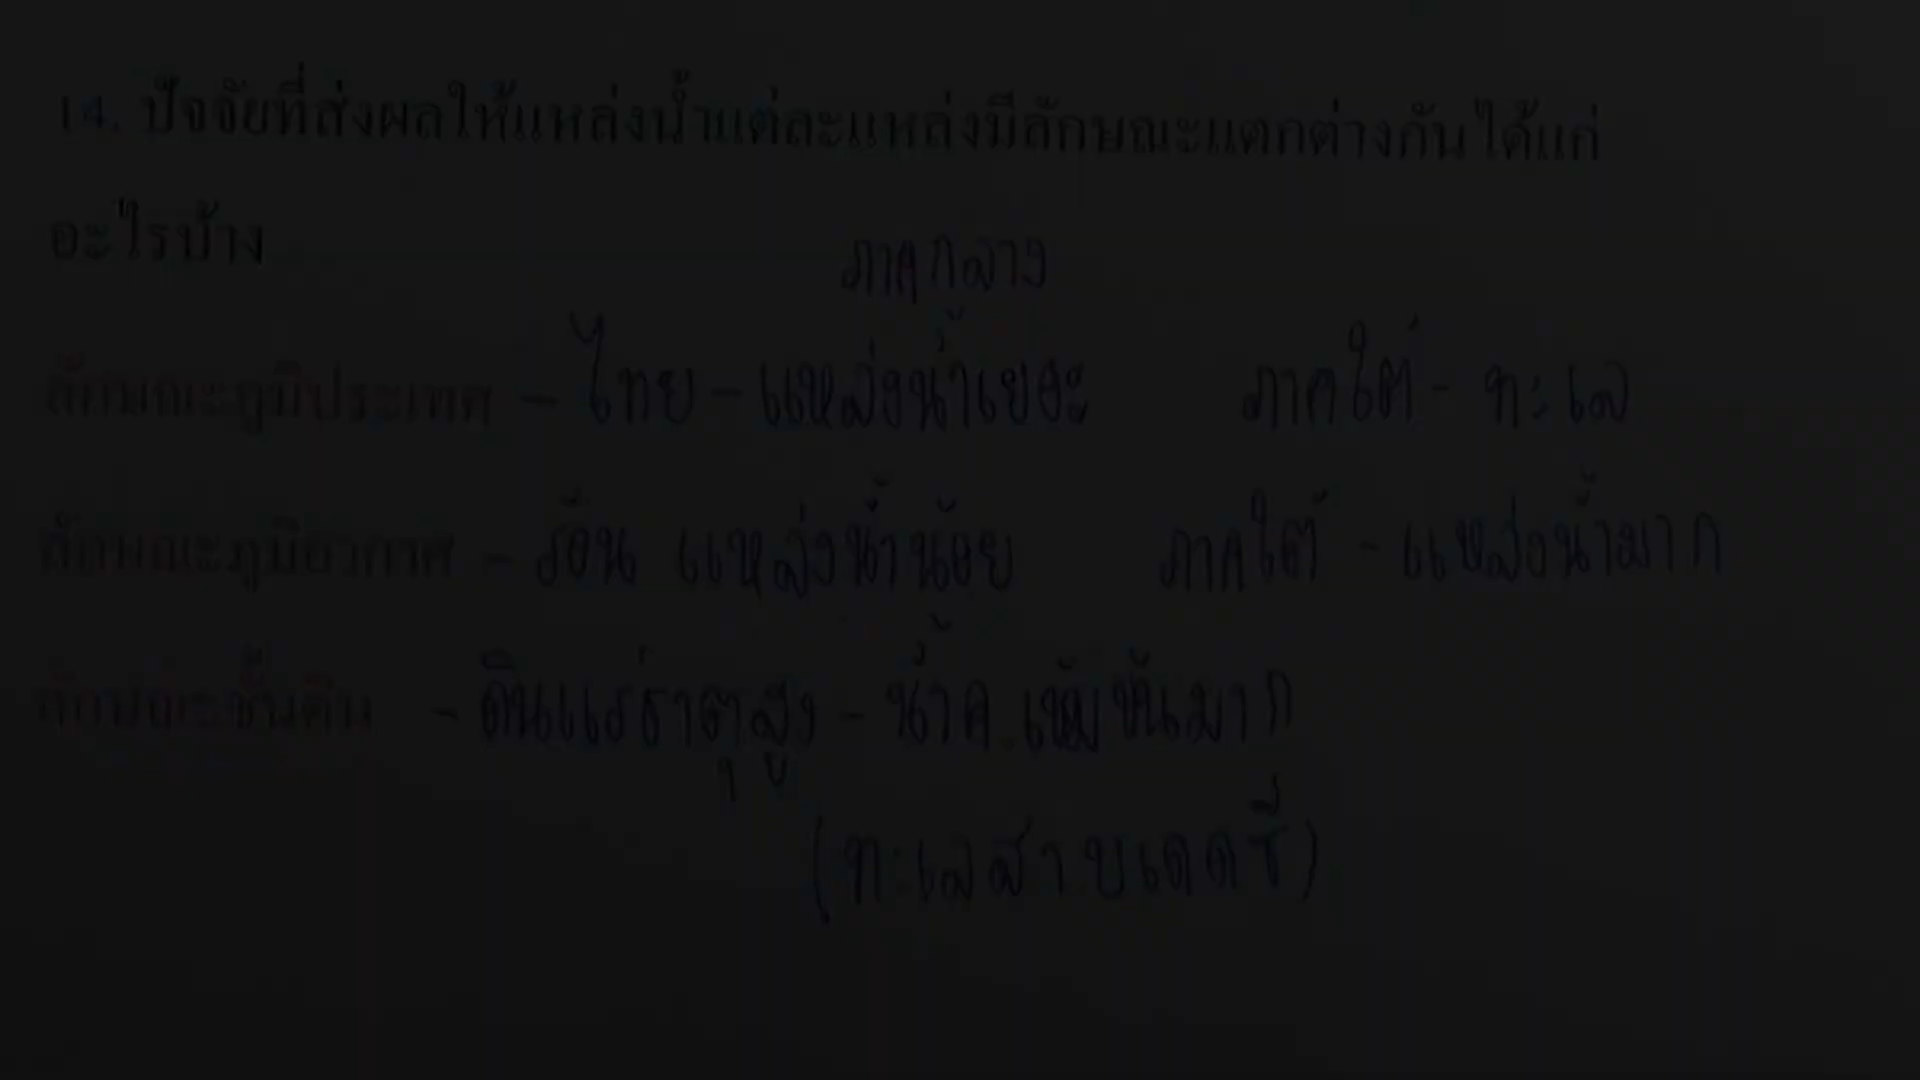 14. ปัจจัยที่ส่งผลให้แหล่งน้ำแต่ละแหล่งมีลักษณะแตกต่างกัน ได้แก่
อะไรบ้าง
ภาคกลาง
ลักษณะภูมิประเทศ - ไทย - แหล่งน้ำเยอะ ภาคใต้ - ทะเล
ลักษณะภูมิอากาศ - ร้อน แหล่งน้ำน้อย ภาคใต้ - แหล่งน้ำมาก
ลักษณะชั้นดิน - ดินแร่ธาตุสูง - น้ำค.เข้มข้นมาก
(ทะเลสาบเดดซี)